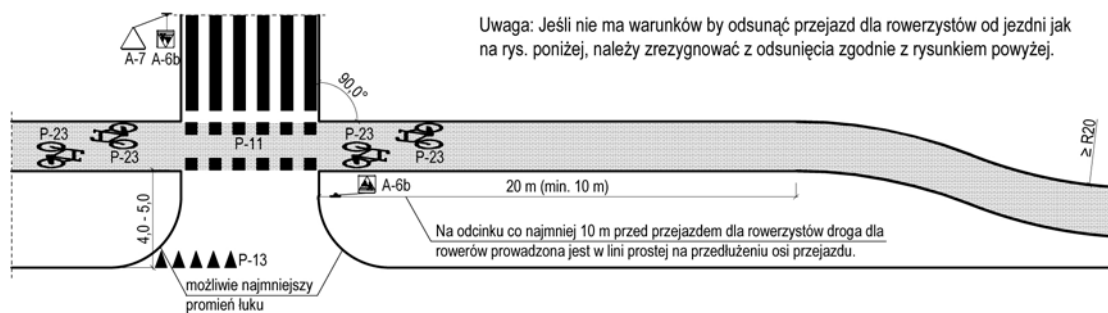 Uwaga: Jeśli nie ma warunków by odsunąć przejazd dla rowerzystów od jezdni jak
na rys. poniżej, należy zrezygnować z odsunięcia zgodnie z rysunkiem powyżej.
A-7 A-6b
90,0°
P-23
P-23
P-11
P-23
P-23
≥ R20
A-6b
20 m (min. 10 m)
4,0 - 5,0
Na odcinku co najmniej 10 m przed przejazdem dla rowerzystów droga dla
rowerów prowadzona jest w lini prostej na przedłużeniu osi przejazdu.
P-13
możliwie najmniejszy
promień łuku